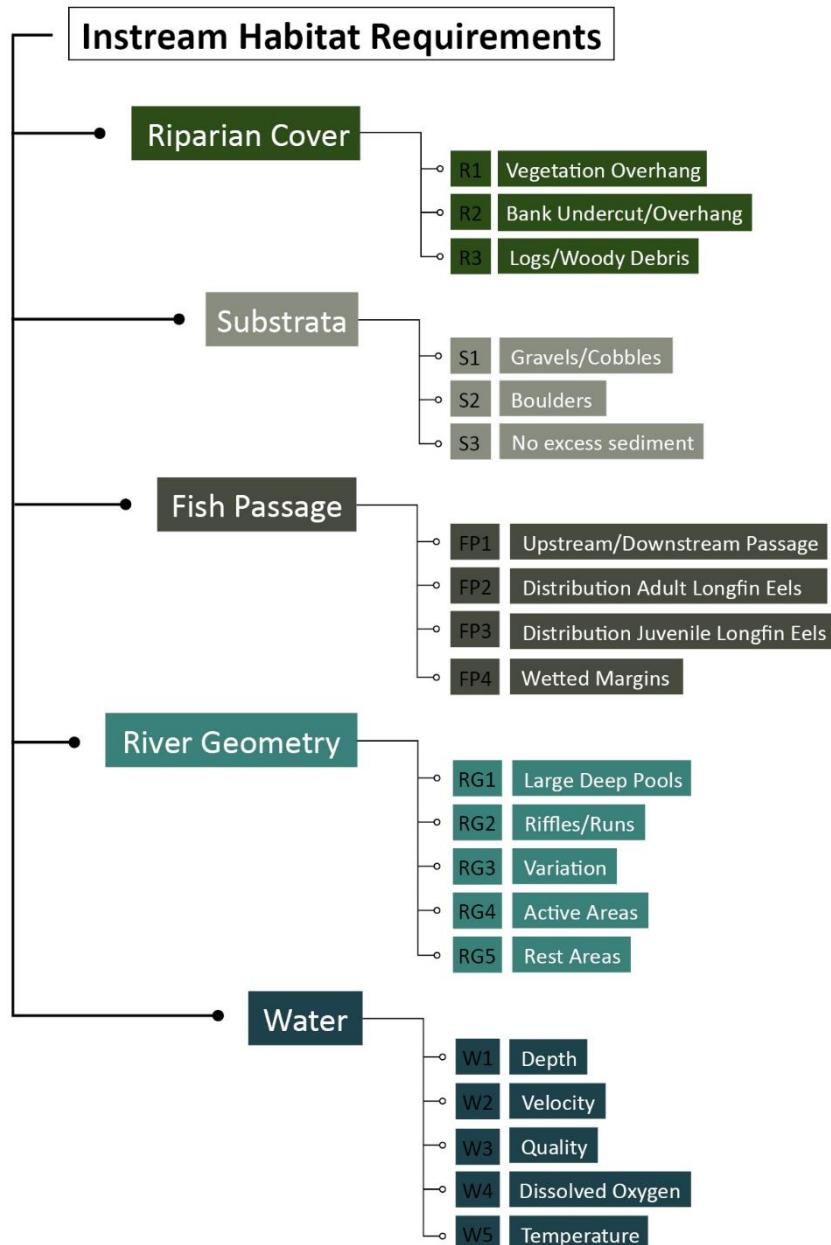 Instream Habitat Requirements
Riparian Cover
R1 Vegetation Overhang
R2 Bank Undercut/Overhang
R3 Logs/Woody Debris
Substrata
S1 Gravels/Cobbles
S2 Boulders
S3 No excess sediment
Fish Passage
FP1 Upstream/Downstream Passage
FP2 Distribution Adult Longfin Eels
FP3 Distribution Juvenile Longfin Eels
FP4 Wetted Margins
River Geometry
RG1 Large Deep Pools
RG2 Riffles/Runs
RG3 Variation
RG4 Active Areas
RG5 Rest Areas
Water
W1 Depth
W2 Velocity
W3 Quality
W4 Dissolved Oxygen
W5 Temperature